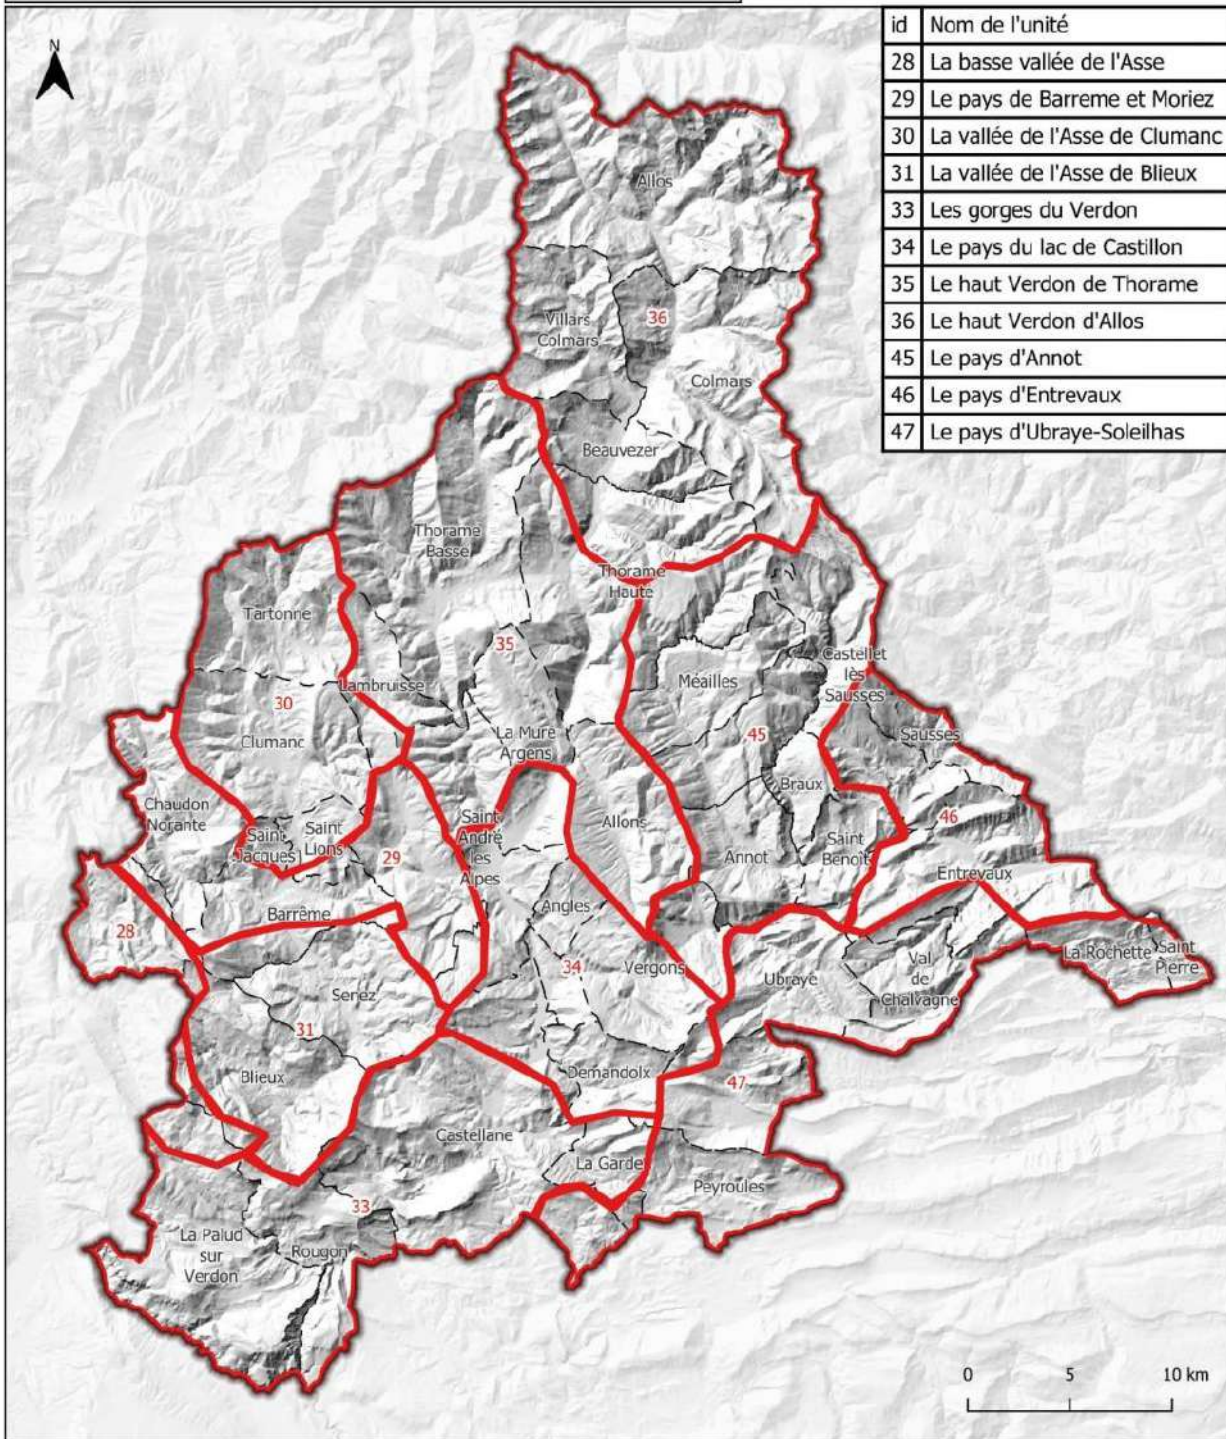 id Nom de l'unité
28 La basse vallée de l'Asse
29 Le pays de Barreme et Moriez
30 La vallée de l'Asse de Clumanc
31 La vallée de l'Asse de Blieux
33 Les gorges du Verdon
34 Le pays du lac de Castillon
35 Le haut Verdon de Thorame
36 Le haut Verdon d'Allos
45 Le pays d'Annot
46 Le pays d'Entrevaux
47 Le pays d'Ubraye-Soleilhas
N
Allos
Villars
Colmars
36
Colmars
Beauvezer
Thorame
Basse
Thorame
Haute
Tartonne
35
Lambruisse
Méailles
Castellet
lès
Sausses
30
Clumanc
La Mure
Argens
45
Sausses
Braux
Chaudon
Norante
Saint
Jacques
Saint
Lions
29
Saint
André
les
Alpes
Allons
Annot
Saint
Benoit
46
Entrevaux
Barrême
Angles
28
34
Vergons
Ubraye
Val
de
Chalvagne
La Rochette
Saint
Pierre
Senez
31
Blieux
Demandolx
47
Castellane
La Garde
Peyroules
33
La Palud
sur
Verdon
Rougon
0 5 10 km